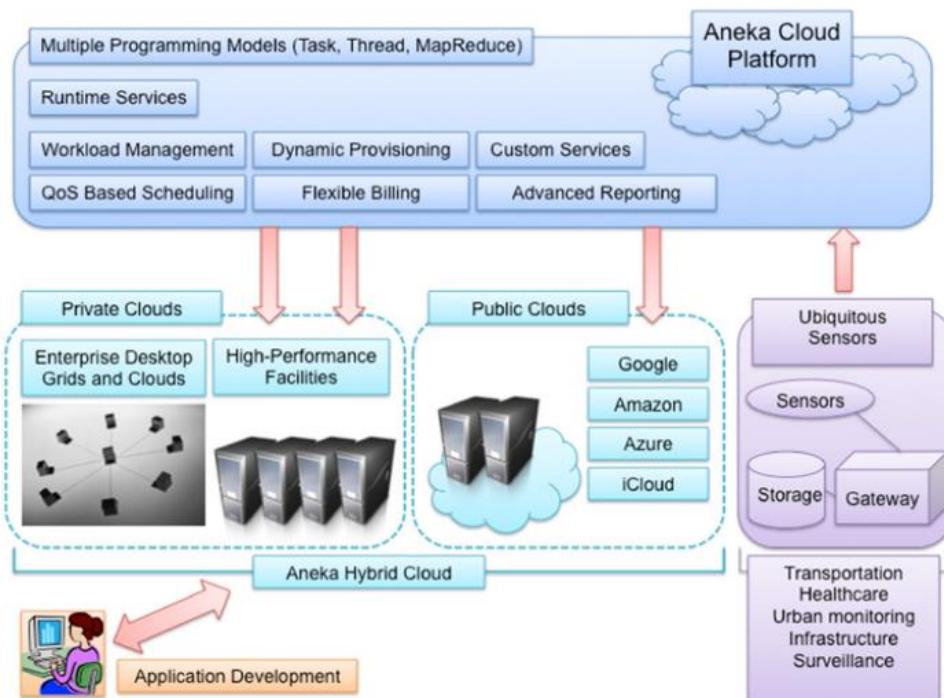 Multiple Programming Models (Task, Thread, MapReduce)
Aneka Cloud
Platform
Runtime Services
Workload Management
Dynamic Provisioning
Custom Services
QoS Based Scheduling
Flexible Billing
Advanced Reporting
Private Clouds
Enterprise Desktop
Grids and Clouds
High-Performance
Facilities
Public Clouds
Google
Amazon
Azure
iCloud
Ubiquitous
Sensors
Sensors
Storage
Gateway
Aneka Hybrid Cloud
Transportation
Healthcare
Urban monitoring
Infrastructure
Surveillance
Application Development